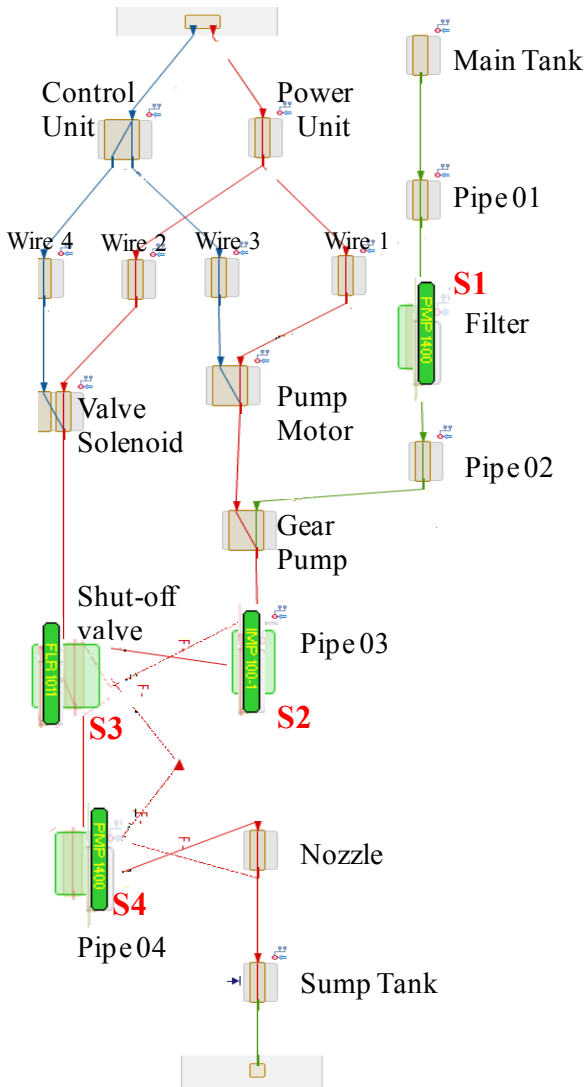 Main Tank
Control
Unit
Power
Unit
Pipe 01
Wire 4
Wire 2
Wire 3
Wire 1
S1
PMP 1400
Filter
Valve
Solenoid
Pump
Motor
Pipe 02
Gear
Pump
Shut-off
valve
FLR 1011
S3
F-
F-
IMP 100-1
Pipe 03
S2
PMP 1400
S4
F-
F-
Nozzle
Pipe 04
Sump Tank